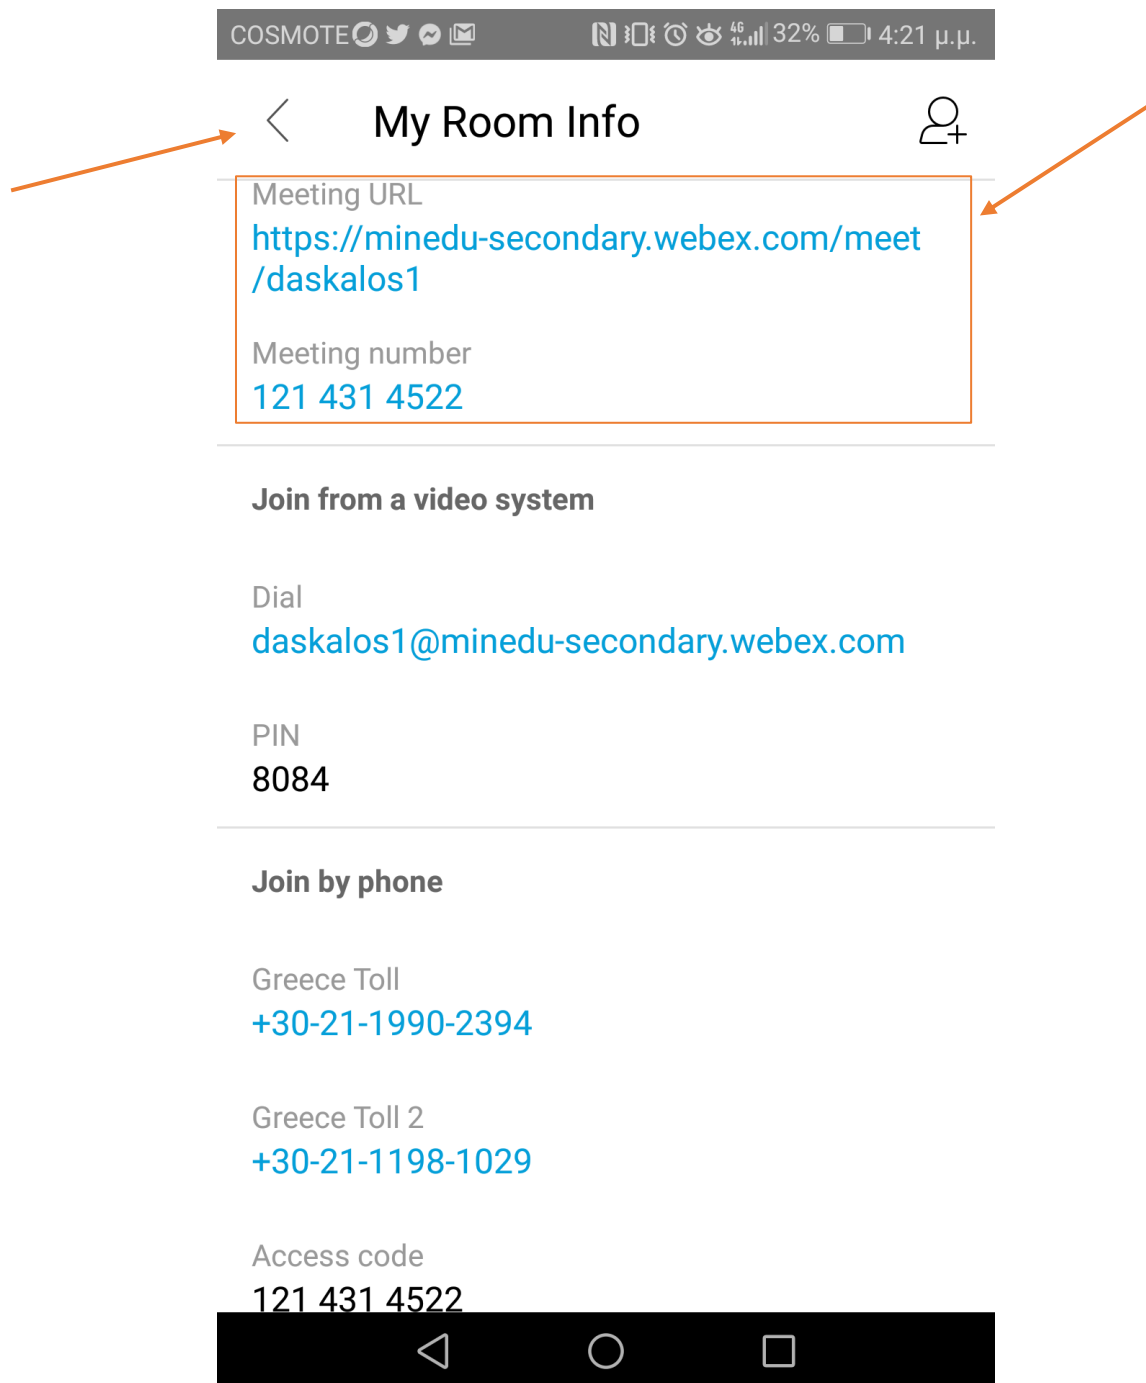 COSMOTE 4G 32% 4:21 μ.μ.
My Room Info
Meeting URL
https://minedu-secondary.webex.com/meet
/daskalos1
Meeting number
121 431 4522
Join from a video system
Dial
daskalos1@minedu-secondary.webex.com
PIN
8084
Join by phone
Greece Toll
+30-21-1990-2394
Greece Toll 2
+30-21-1198-1029
Access code
121 431 4522